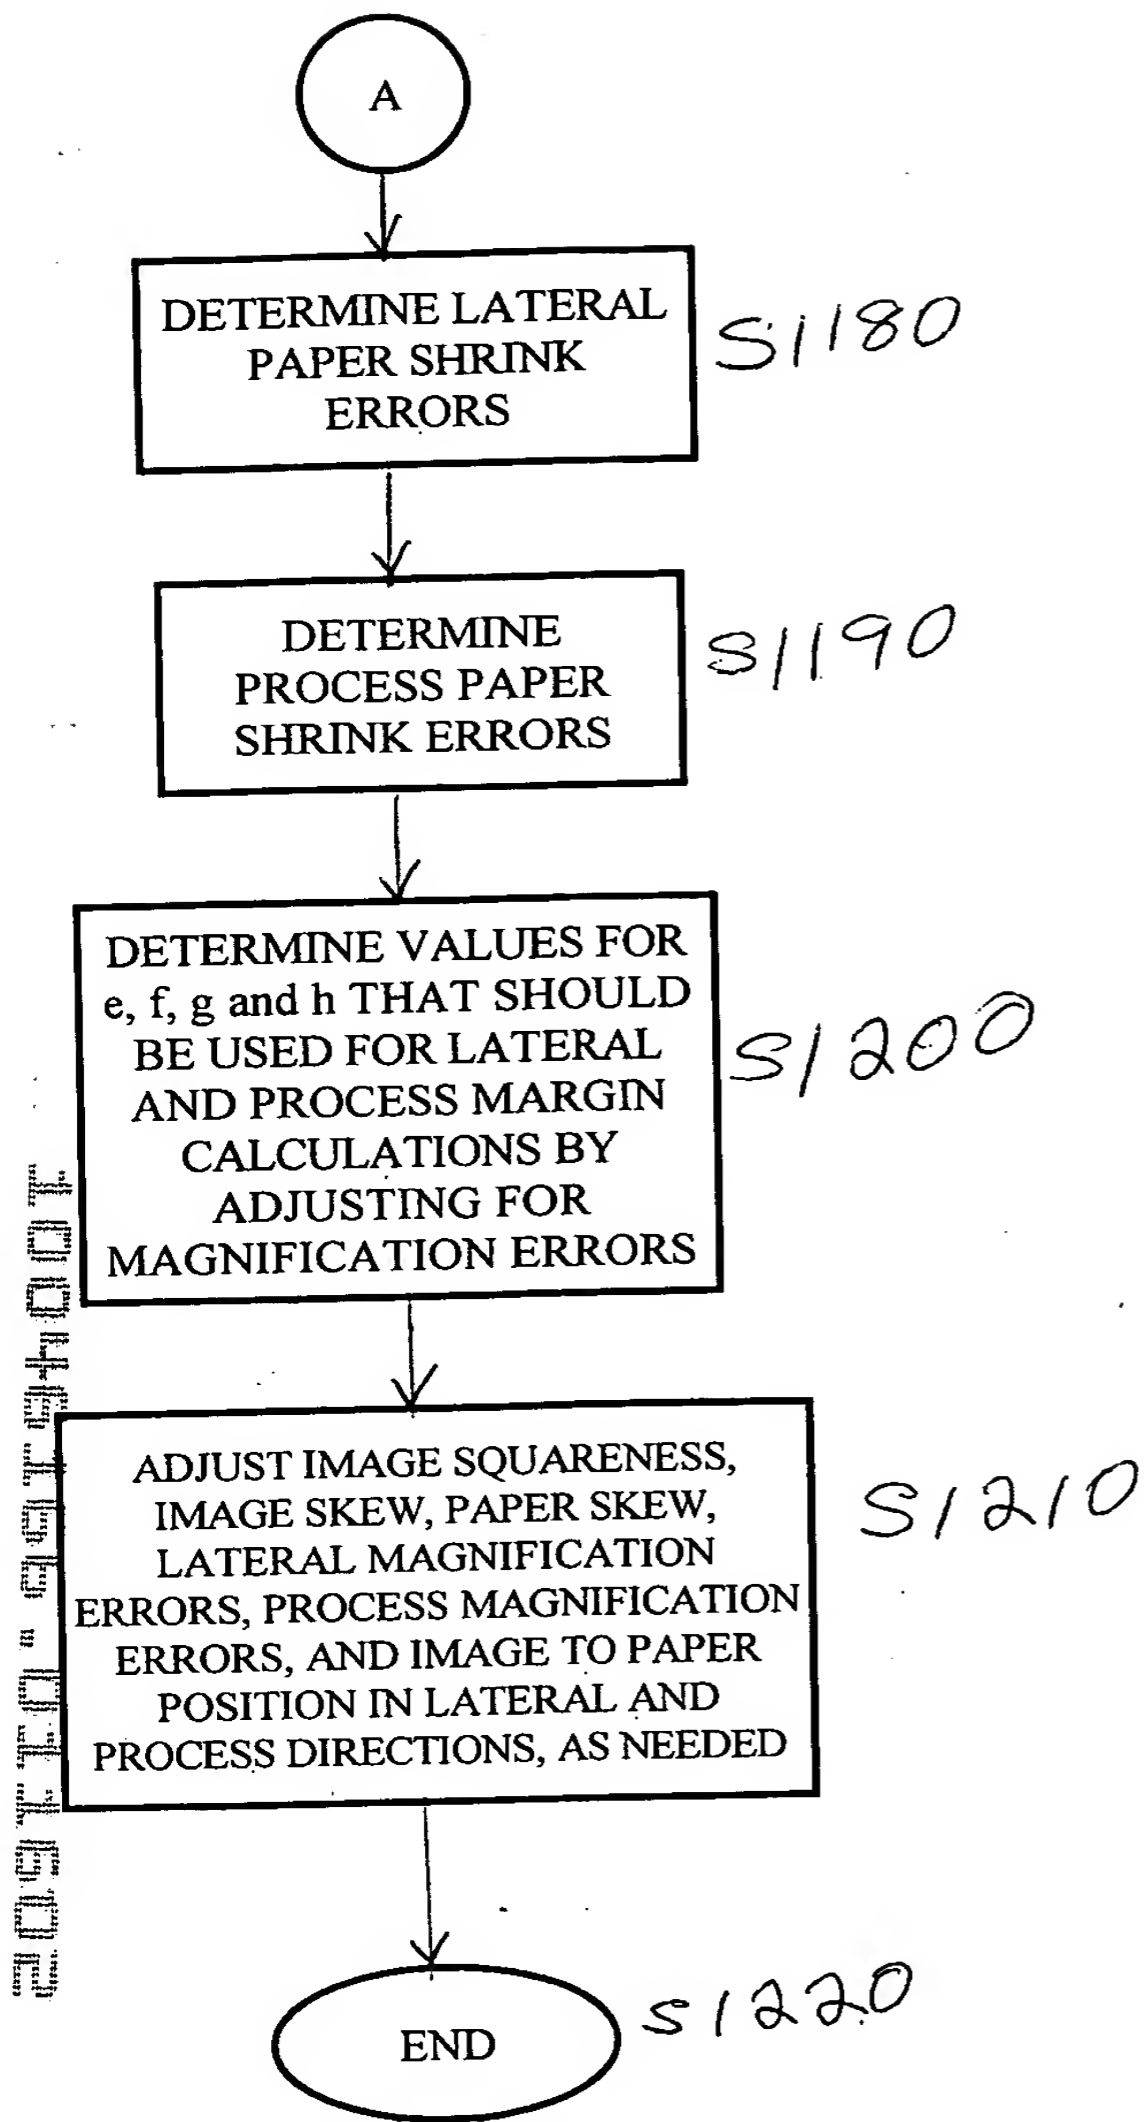 A
DETERMINE LATERAL
PAPER SHRINK
ERRORS
S1180
DETERMINE
PROCESS PAPER
SHRINK ERRORS
S1190
DETERMINE VALUES FOR
e, f, g and h THAT SHOULD
BE USED FOR LATERAL
AND PROCESS MARGIN
CALCULATIONS BY
ADJUSTING FOR
MAGNIFICATION ERRORS
S1200
ADJUST IMAGE SQUARENESS,
IMAGE SKEW, PAPER SKEW,
LATERAL MAGNIFICATION
ERRORS, PROCESS MAGNIFICATION
ERRORS, AND IMAGE TO PAPER
POSITION IN LATERAL AND
PROCESS DIRECTIONS, AS NEEDED
S1210
END
S1220